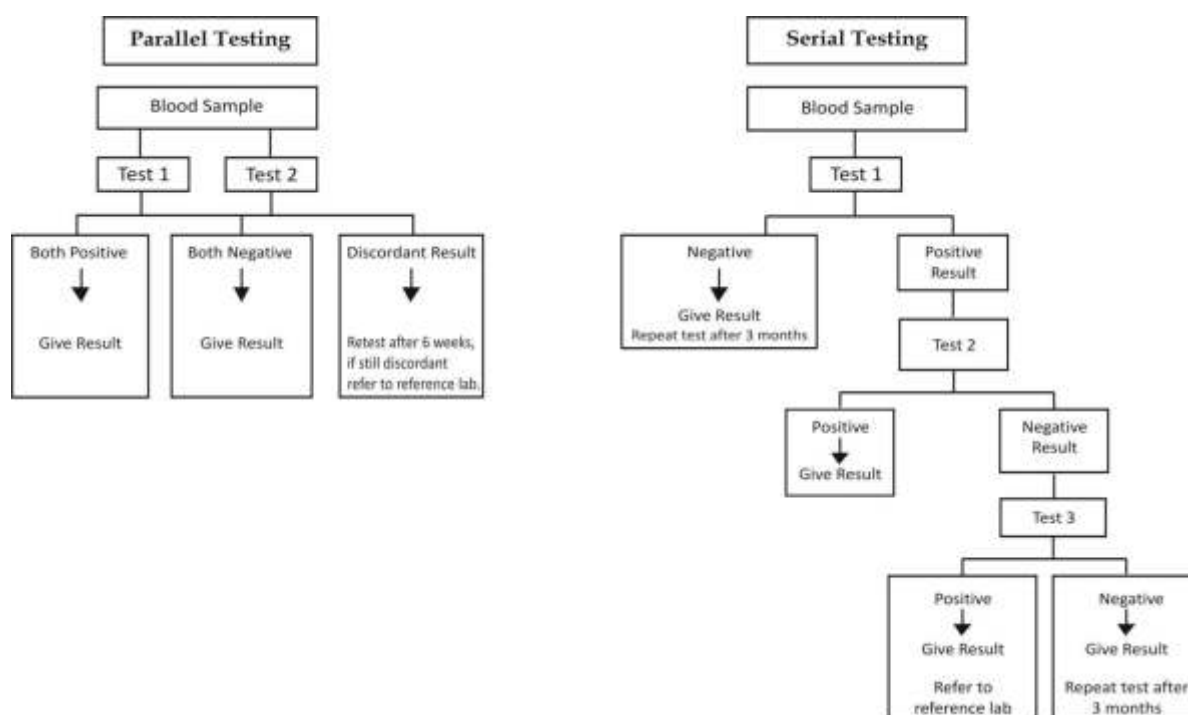 Parallel Testing
Blood Sample
Test 1
Test 2
Both Positive
Give Result
Both Negative
Give Result
Discordant Result
Retest after 6 weeks,
if still discordant
refer to reference lab.
Serial Testing
Blood Sample
Test 1
Negative
Give Result
Repeat test after 3 months
Positive
Result
Test 2
Positive
Give Result
Negative
Result
Test 3
Positive
Give Result
Refer to
reference lab
Negative
Give Result
Repeat test after
3 months